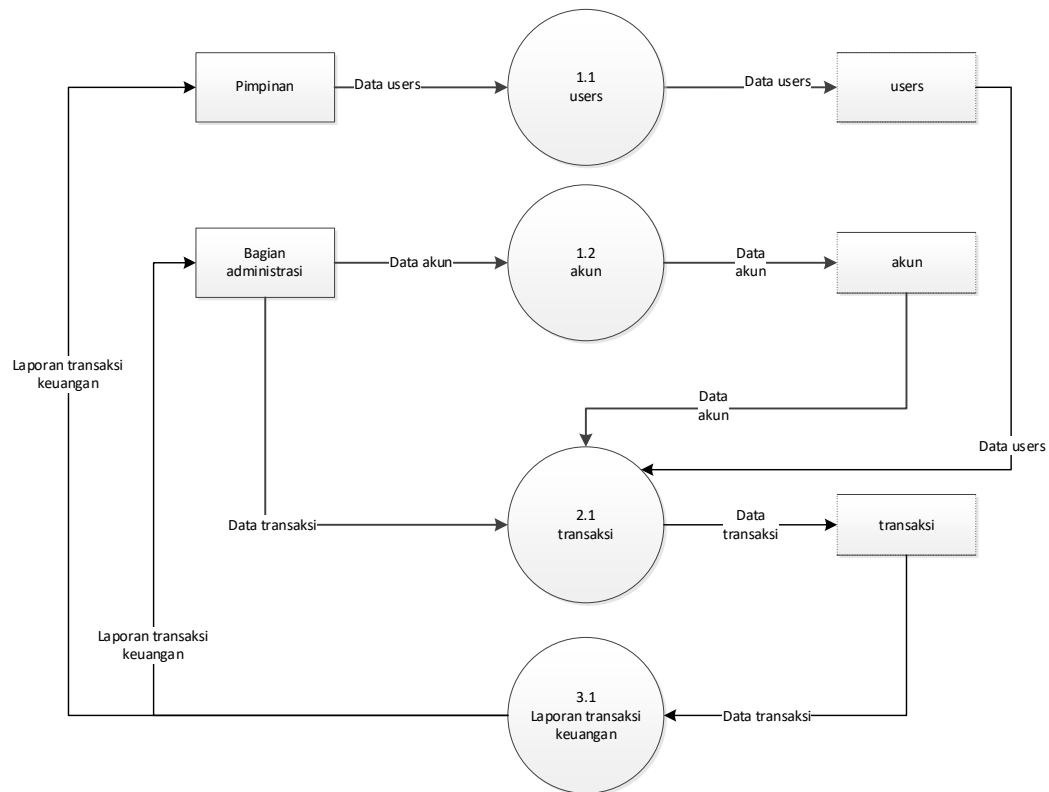 Pimpinan
Data users
1.1
users
Data users
users
Bagian
administrasi
Data akun
1.2
akun
Data
akun
akun
Laporan transaksi
keuangan
Data
akun
Data users
Data transaksi
2.1
transaksi
Data
transaksi
transaksi
Laporan transaksi
keuangan
3.1
Laporan transaksi
keuangan
Data transaksi